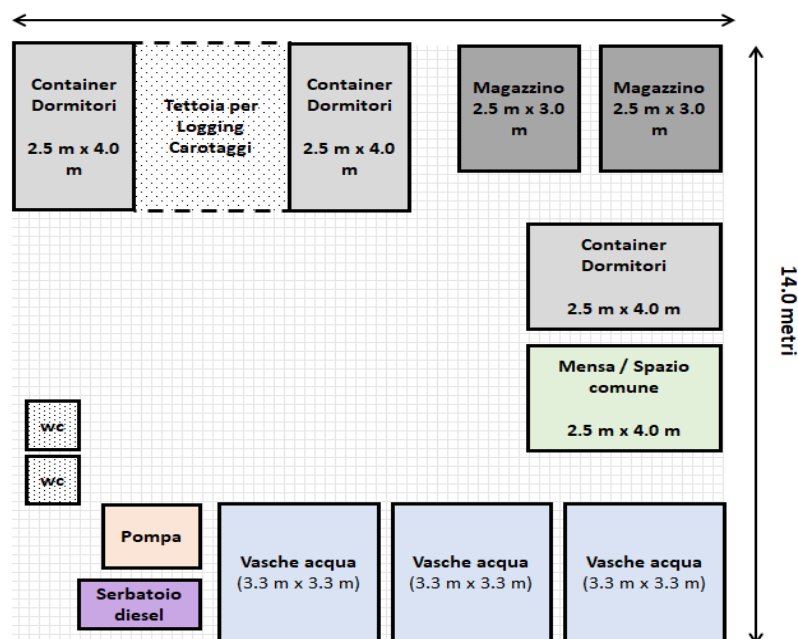 Container
Dormitori
2.5 m x 4.0
m
Tettoia per
Logging
Carotaggi
Container
Dormitori
2.5 m x 4.0
m
Magazzino
2.5 m x 3.0
m
Magazzino
2.5 m x 3.0
m
Container
Dormitori
2.5 m x 4.0 m
14.0 metri
Mensa / Spazio
comune
2.5 m x 4.0 m
wc
wc
Pompa
Serbatoio
diesel
Vasche acqua
(3.3 m x 3.3 m)
Vasche acqua
(3.3 m x 3.3 m)
Vasche acqua
(3.3 m x 3.3 m)